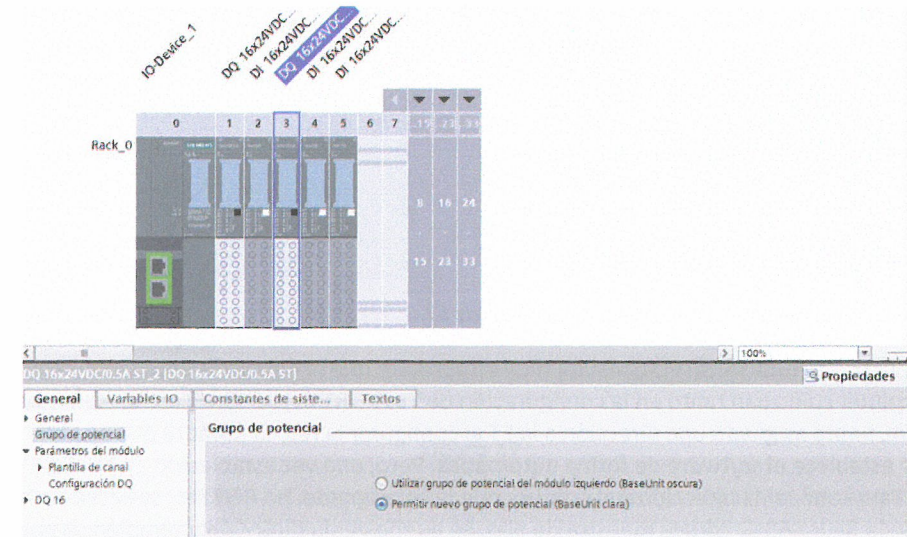 IO-Device_1
DQ 16x24VDC...
DI 16x24VDC...
DQ 16x24VDC...
DI 16x24VDC...
DI 16x24VDC...
0 1 2 3 4 5 6 7 ..15 ..23 ..33
Rack_0
8 16 24
15 23 33
100%
DQ 16x24VDC/0.5A ST_2 [DQ 16x24VDC/0.5A ST]
Propiedades
General Variables IO Constantes de siste... Textos
General
Grupo de potencial
Parámetros del módulo
Plantilla de canal
Configuración DQ
DQ 16
Grupo de potencial
Utilizar grupo de potencial del módulo izquierdo (BaseUnit oscura)
Permitir nuevo grupo de potencial (BaseUnit clara)